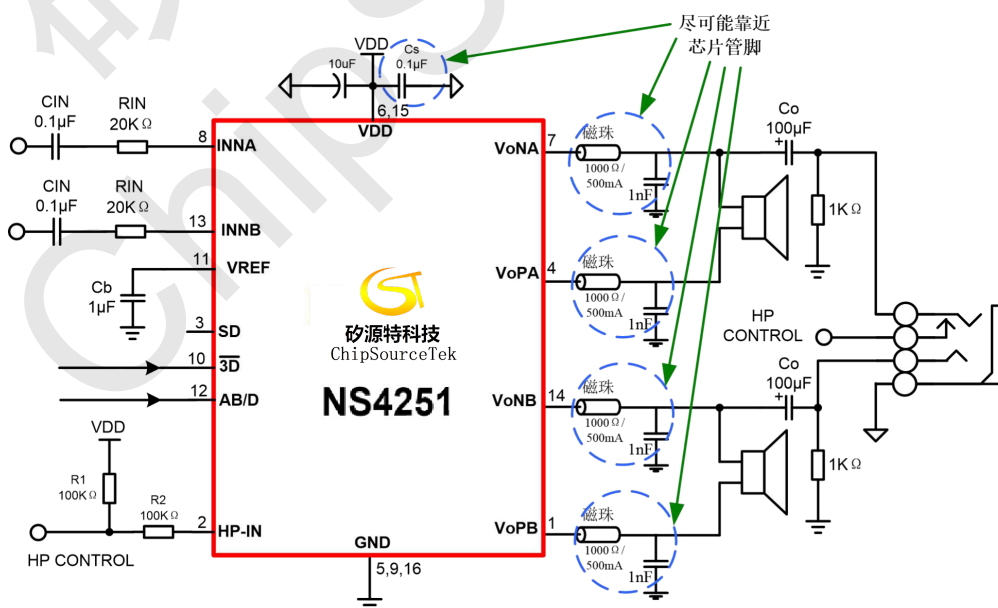 尽可能靠近
芯片管脚
VDD
Cs
10uF
0.1μF
6,15
VDD
CIN
0.1μF
RIN
20KΩ
8
INNA
CIN
0.1μF
RIN
20KΩ
13
INNB
11
VREF
Cb
1μF
3
SD
10
3D
12
AB/D
VDD
R1
100KΩ
R2
100KΩ
2
HP-IN
HP CONTROL
GND
5,9,16
矽源特科技
ChipSourceTek
NS4251
VoNA
7
磁珠
1000Ω/
500mA
1nF
VoPA
4
磁珠
1000Ω/
500mA
1nF
VoNB
14
磁珠
1000Ω/
500mA
1nF
VoPB
1
磁珠
1000Ω/
500mA
1nF
Co
100μF
+
1KΩ
HP
CONTROL
Co
100μF
+
1KΩ
Chips